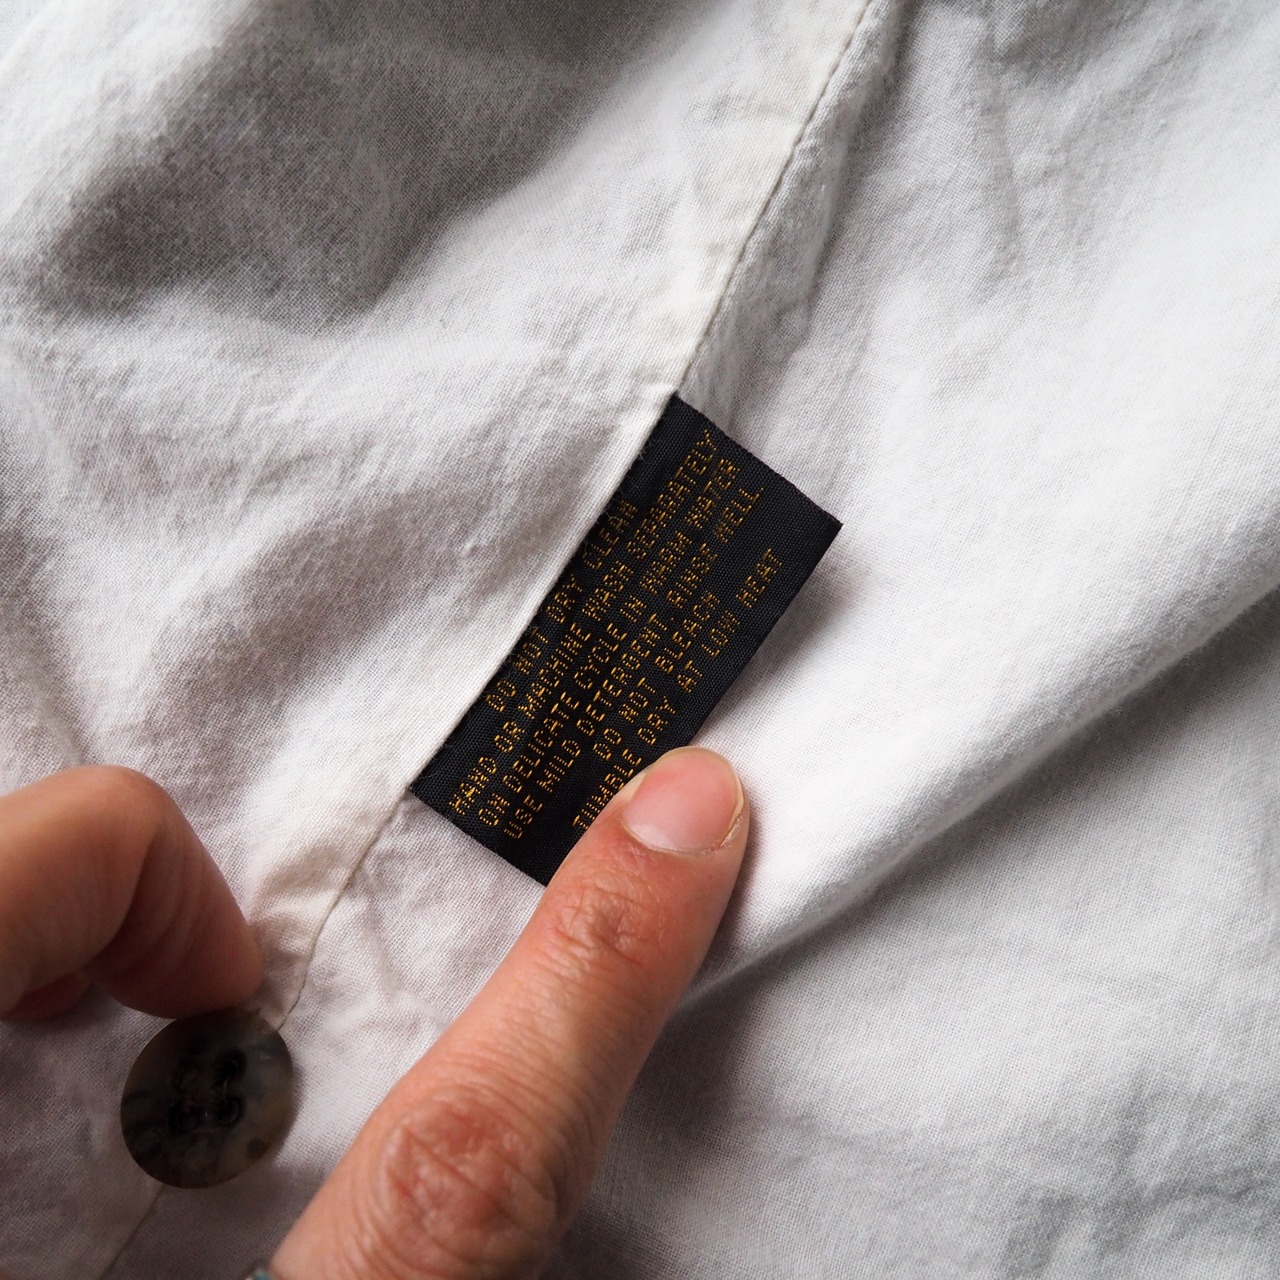 DO NOT DRY CLEAN
HAND OR MACHINE WASH SEPARATELY
ON DELICATE CYCLE IN WARM WATER
USE MILD DETERGENT. RINSE WELL
DO NOT BLEACH
TUMBLE DRY AT LOW HEAT